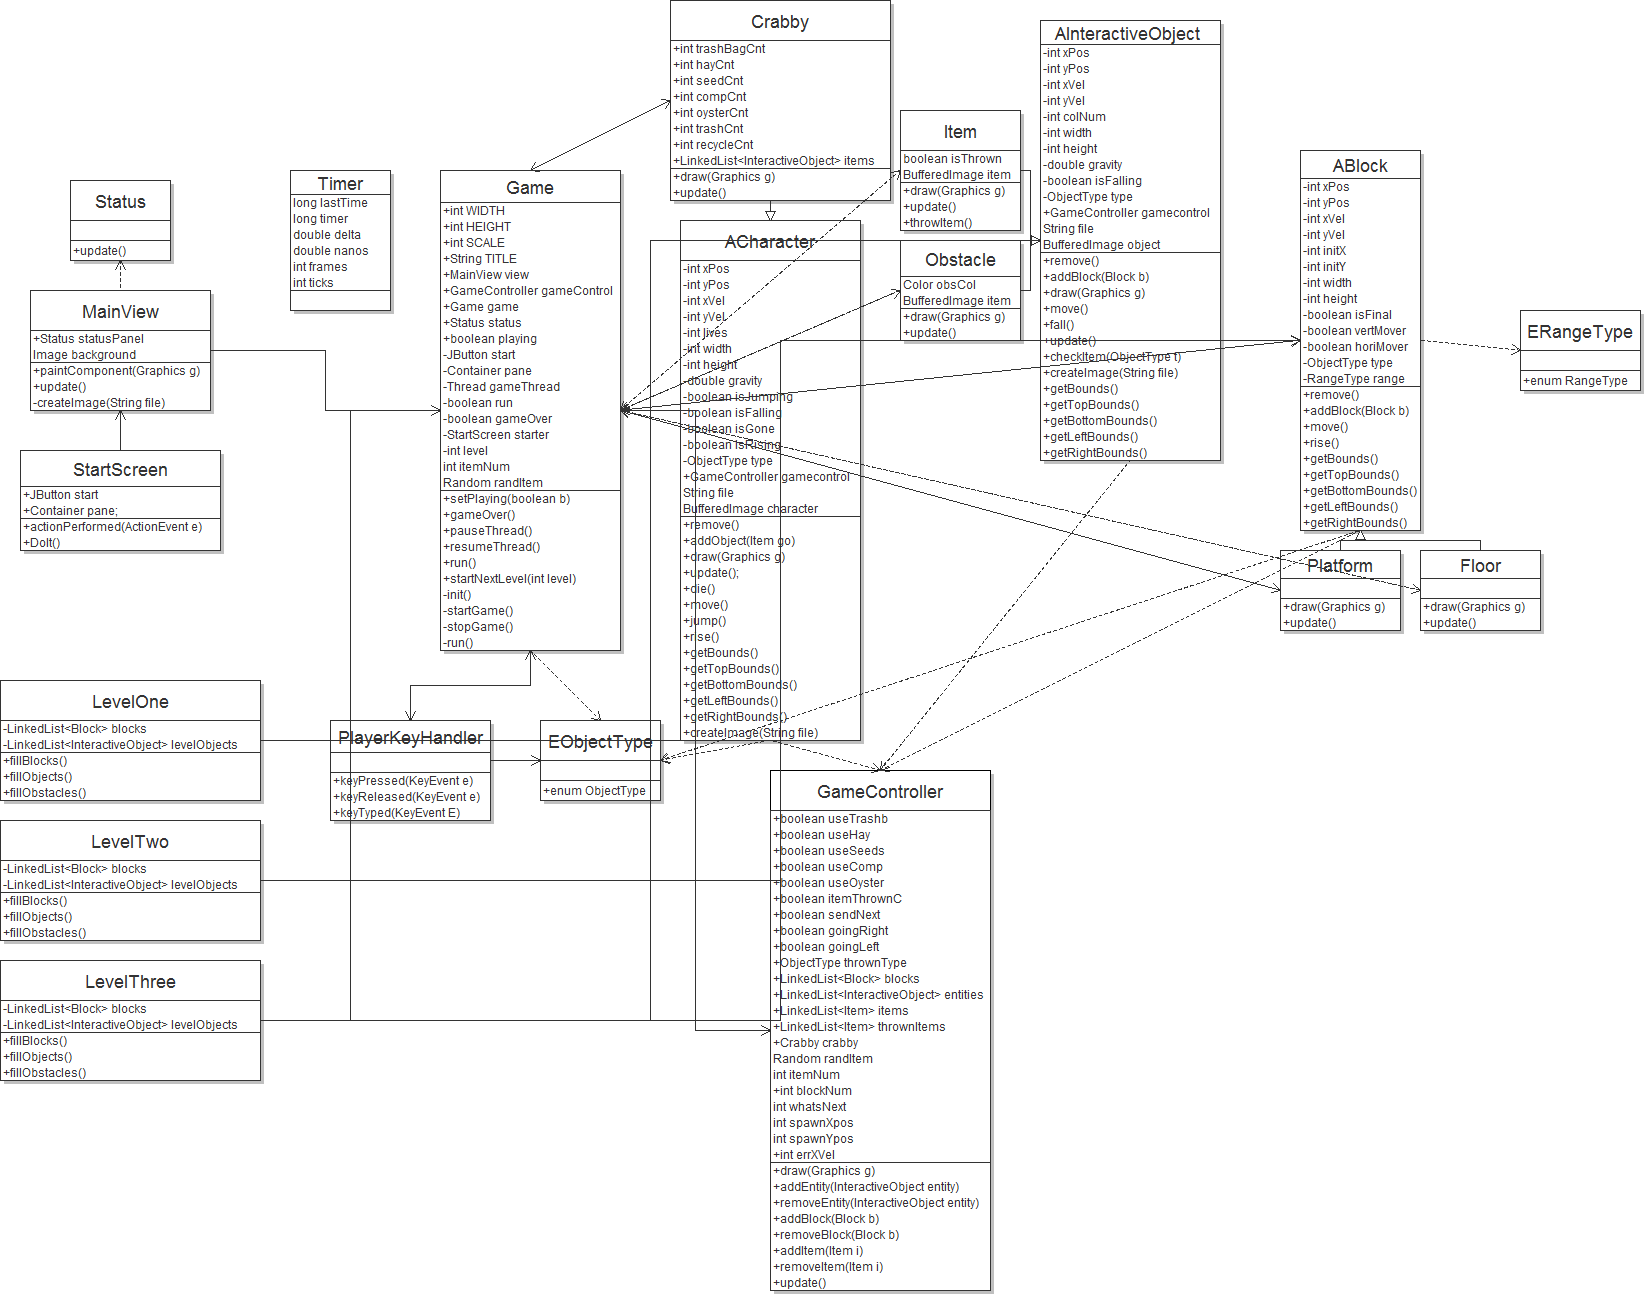 Crabby
+int trashBagCnt
+int hayCnt
+int seedCnt
+int compCnt
+int oysterCnt
+int trashCnt
+int recycleCnt
+LinkedList<InteractiveObject> items
+draw(Graphics g)
+update()
AInteractiveObject
-int xPos
-int yPos
-int xVel
-int yVel
-int colNum
-int width
-int height
-double gravity
-boolean isFalling
-ObjectType type
+GameController gamecontrol
String file
BufferedImage object
+remove()
+addBlock(Block b)
+draw(Graphics g)
+move()
+fall()
+update()
+checkItem(ObjectType t)
+createImage(String file)
+getBounds()
+getTopBounds()
+getBottomBounds()
+getLeftBounds()
+getRightBounds()
Item
boolean isThrown
BufferedImage item
+draw(Graphics g)
+update()
+throwItem()
ABlock
-int xPos
-int yPos
-int xVel
-int yVel
-int initX
-int initY
-int width
-int height
-boolean isFinal
-boolean vertMover
-boolean horiMover
-ObjectType type
-RangeType range
+remove()
+addBlock(Block b)
+move()
+rise()
+getBounds()
+getTopBounds()
+getBottomBounds()
+getLeftBounds()
+getRightBounds()
Status
+update()
Timer
long lastTime
long timer
double delta
double nanos
int frames
int ticks
Game
+int WIDTH
+int HEIGHT
+int SCALE
+String TITLE
+MainView view
+GameController gameControl
+Game game
+Status status
+boolean playing
-JButton start
-Container pane
-Thread gameThread
-boolean run
-boolean gameOver
-StartScreen starter
-int level
int itemNum
Random randItem
+setPlaying(boolean b)
+gameOver()
+pauseThread()
+resumeThread()
+run()
+startNextLevel(int level)
-init()
-startGame()
-stopGame()
-run()
ACharacter
-int xPos
-int yPos
-int xVel
-int yVel
-int lives
-int width
-int height
-double gravity
-boolean isJumping
-boolean isFalling
-boolean isGone
-boolean isRising
-ObjectType type
+GameController gamecontrol
String file
BufferedImage character
+remove()
+addObject(Item go)
+draw(Graphics g)
+update();
+die()
+move()
+jump()
+rise()
+getBounds()
+getTopBounds()
+getBottomBounds()
+getLeftBounds()
+getRightBounds()
+createImage(String file)
Obstacle
Color obsCol
BufferedImage item
+draw(Graphics g)
+update()
MainView
+Status statusPanel
Image background
+paintComponent(Graphics g)
+update()
-createImage(String file)
ERangeType
+enum RangeType
StartScreen
+JButton start
+Container pane;
+actionPerformed(ActionEvent e)
+DoIt()
Platform
+draw(Graphics g)
+update()
Floor
+draw(Graphics g)
+update()
LevelOne
-LinkedList<Block> blocks
-LinkedList<InteractiveObject> levelObjects
+fillBlocks()
+fillObjects()
+fillObstacles()
PlayerKeyHandler
+keyPressed(KeyEvent e)
+keyReleased(KeyEvent e)
+keyTyped(KeyEvent E)
EObjectType
+enum ObjectType
GameController
+boolean useTrashb
+boolean useHay
+boolean useSeeds
+boolean useComp
+boolean useOyster
+boolean itemThrownC
+boolean sendNext
+boolean goingRight
+boolean goingLeft
+ObjectType thrownType
+LinkedList<Block> blocks
+LinkedList<InteractiveObject> entities
+LinkedList<Item> items
+LinkedList<Item> thrownItems
+Crabby crabby
Random randItem
int itemNum
+int blockNum
int whatsNext
int spawnXpos
int spawnYpos
+int errXVel
+draw(Graphics g)
+addEntity(InteractiveObject entity)
+removeEntity(InteractiveObject entity)
+addBlock(Block b)
+removeBlock(Block b)
+addItem(Item i)
+removeItem(Item i)
+update()
LevelTwo
-LinkedList<Block> blocks
-LinkedList<InteractiveObject> levelObjects
+fillBlocks()
+fillObjects()
+fillObstacles()
LevelThree
-LinkedList<Block> blocks
-LinkedList<InteractiveObject> levelObjects
+fillBlocks()
+fillObjects()
+fillObstacles()